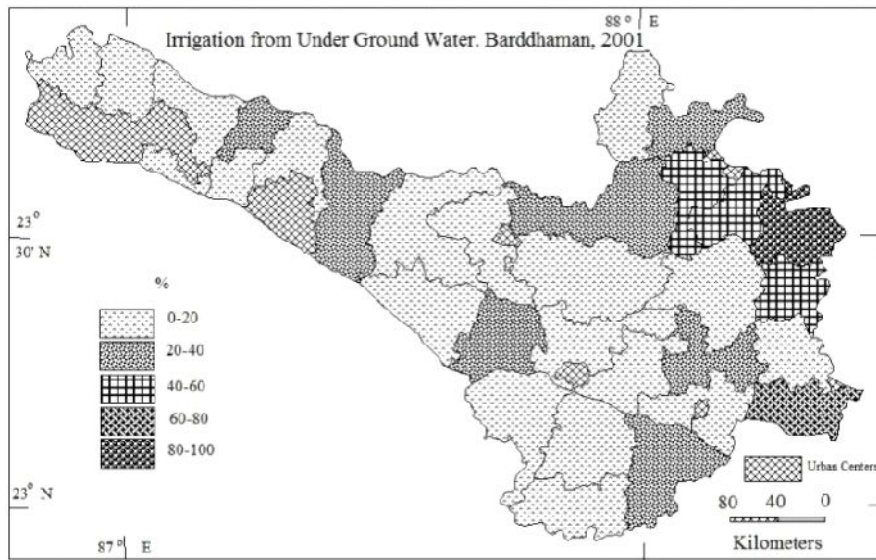 88° E
Irrigation from Under Ground Water. Barddhaman, 2001
23°
30' N
%
0-20
20-40
40-60
60-80
80-100
Urban Centers
23° N
80 40 0
Kilometers
87° E